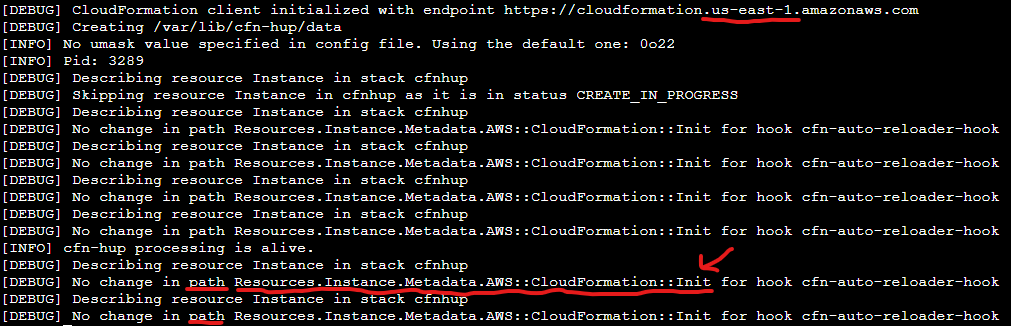 [DEBUG] CloudFormation client initialized with endpoint https://cloudformation.us-east-1.amazonaws.com
[DEBUG] Creating /var/lib/cfn-hup/data
[INFO] No umask value specified in config file. Using the default one: 0o22
[INFO] Pid: 3289
[DEBUG] Describing resource Instance in stack cfnhup
[DEBUG] Skipping resource Instance in cfnhup as it is in status CREATE_IN_PROGRESS
[DEBUG] Describing resource Instance in stack cfnhup
[DEBUG] No change in path Resources.Instance.Metadata.AWS::CloudFormation::Init for hook cfn-auto-reloader-hook
[DEBUG] Describing resource Instance in stack cfnhup
[DEBUG] No change in path Resources.Instance.Metadata.AWS::CloudFormation::Init for hook cfn-auto-reloader-hook
[DEBUG] Describing resource Instance in stack cfnhup
[DEBUG] No change in path Resources.Instance.Metadata.AWS::CloudFormation::Init for hook cfn-auto-reloader-hook
[DEBUG] Describing resource Instance in stack cfnhup
[DEBUG] No change in path Resources.Instance.Metadata.AWS::CloudFormation::Init for hook cfn-auto-reloader-hook
[INFO] cfn-hup processing is alive.
[DEBUG] Describing resource Instance in stack cfnhup
[DEBUG] No change in path Resources.Instance.Metadata.AWS::CloudFormation::Init for hook cfn-auto-reloader-hook
[DEBUG] Describing resource Instance in stack cfnhup
[DEBUG] No change in path Resources.Instance.Metadata.AWS::CloudFormation::Init for hook cfn-auto-reloader-hook